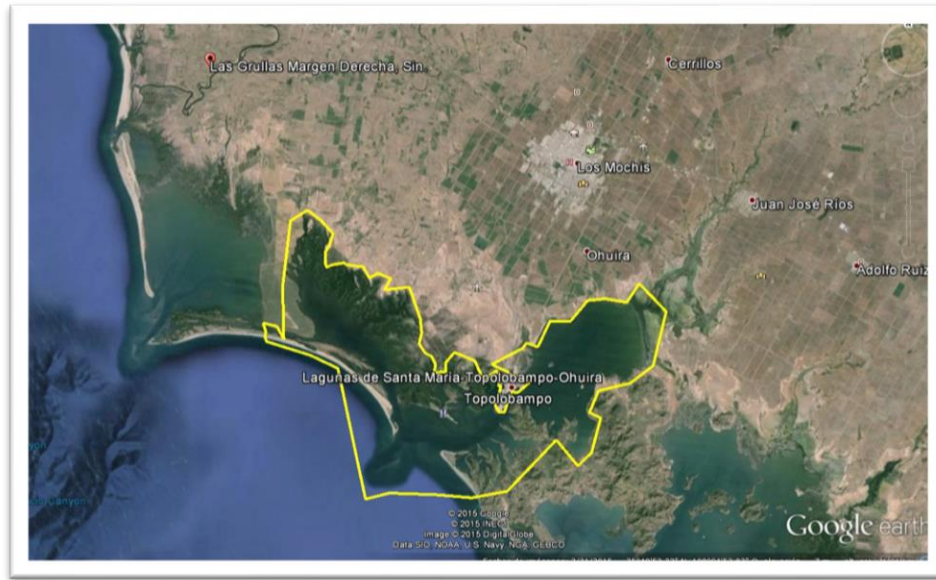 Las Grullas Margen Derecha, Sin.
Cerrillos
Los Mochis
Juan José Ríos
Ohuira
Adolfo Ruiz
Lagunas de Santa María-Topolobampo-Ohuira
Topolobampo
Canyon
© 2015 Google
© 2015 INEGI
Image © 2015 DigitalGlobe
Data SIO, NOAA, U.S. Navy, NGA, GEBCO
Google earth